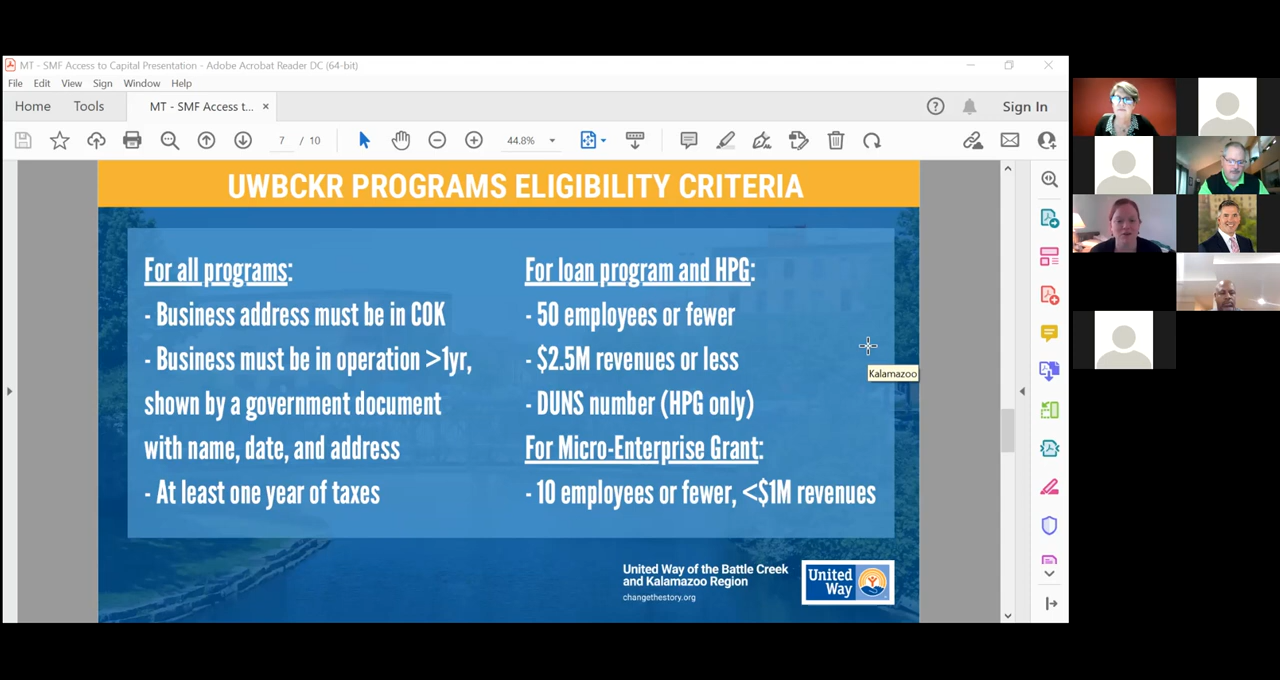 MT - SMF Access to Capital Presentation - Adobe Acrobat Reader DC (64-bit)
File Edit View Sign Window Help
Home Tools MT - SMF Access t... × Sign In
7 / 10 44.8%
UWBCKR PROGRAMS ELIGIBILITY CRITERIA
For all programs:
- Business address must be in COK
- Business must be in operation >1yr,
shown by a government document
with name, date, and address
- At least one year of taxes
For loan program and HPG:
- 50 employees or fewer
- $2.5M revenues or less
- DUNS number (HPG only)
For Micro-Enterprise Grant:
- 10 employees or fewer, <$1M revenues
Kalamazoo
United Way of the Battle Creek
and Kalamazoo Region
changethestory.org
United
Way